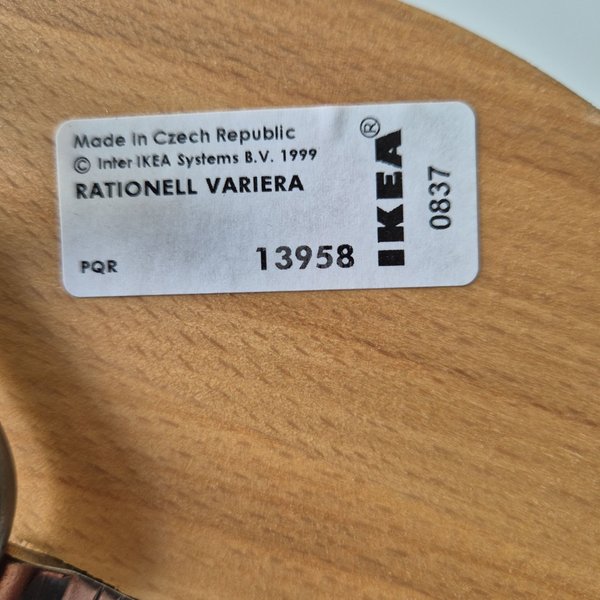 Made in Czech Republic
© Inter IKEA Systems B.V. 1999
RATIONELL VARIERA
PQR
13958
IKEA®
0837